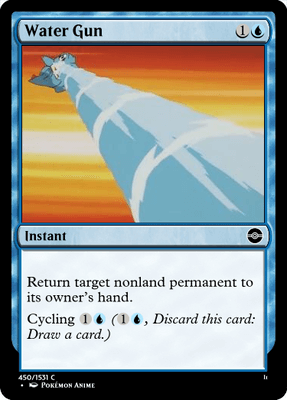 Water Gun 1
Instant
Return target nonland permanent to
its owner's hand.
Cycling 1 (1, Discard this card:
Draw a card.)
450/1531 C
• Pokémon Anime